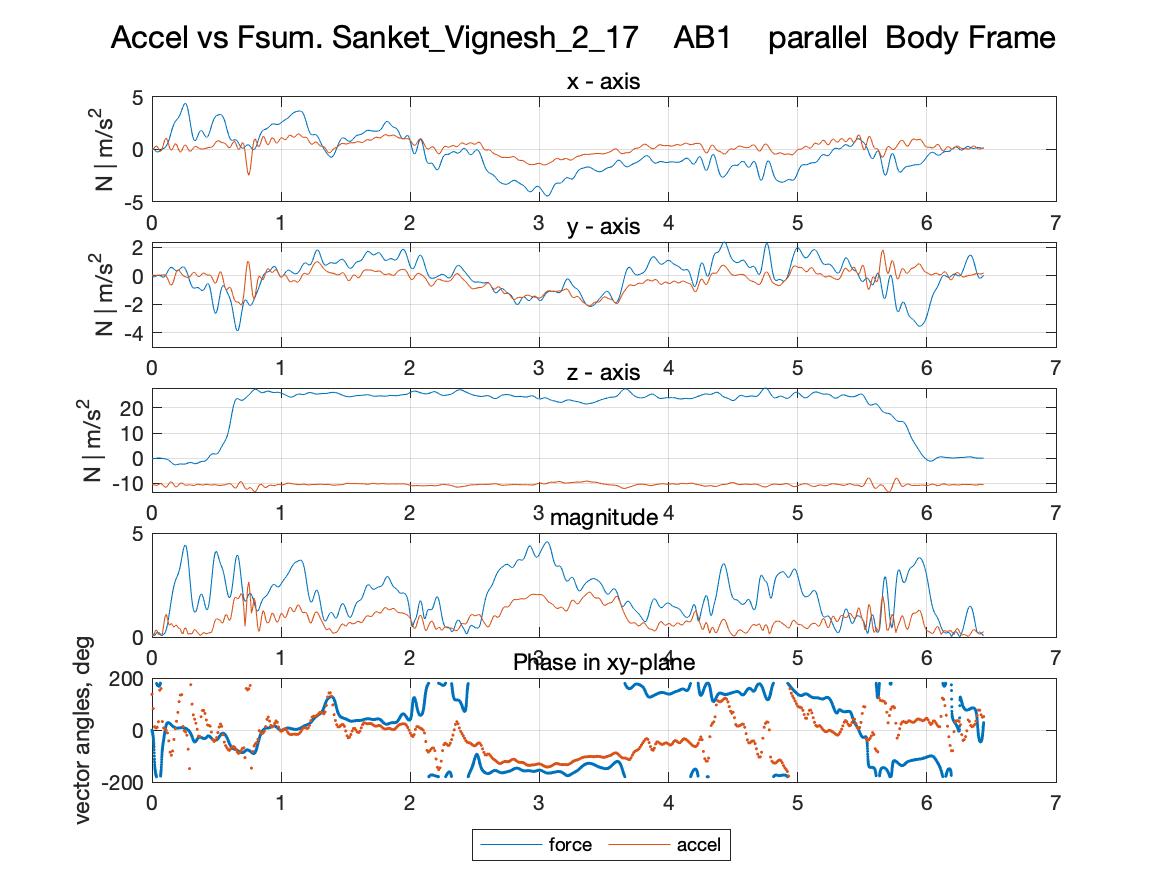 Accel vs Fsum. Sanket_Vignesh_2_17 AB1 parallel Body Frame
x - axis
N | m/s2
5
0
-5
0 1 2 3 4 5 6 7
y - axis
N | m/s2
2
0
-2
-4
0 1 2 3 4 5 6 7
z - axis
N | m/s2
20
10
0
-10
0 1 2 3 4 5 6 7
magnitude
5
0
0 1 2 3 4 5 6 7
Phase in xy-plane
vector angles, deg
200
0
-200
0 1 2 3 4 5 6 7
force accel